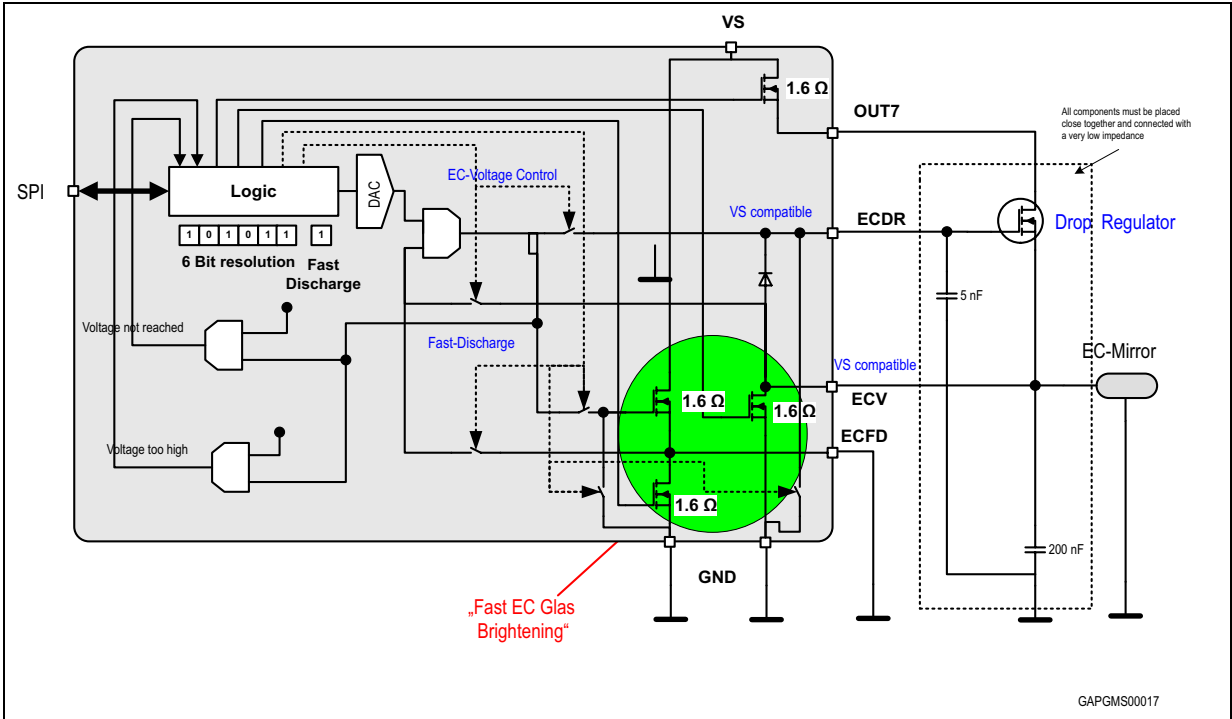 VS
1.6 Ω
OUT7
All components must be placed
close together and connected with
a very low impedance
SPI
Logic
DAC
EC-Voltage Control
VS compatible
ECDR
Drop Regulator
1 0 1 0 1 1 1
6 Bit resolution
Fast
Discharge
5 nF
Voltage not reached
Fast-Discharge
EC-Mirror
VS compatible
1.6 Ω
1.6 Ω
ECV
ECFD
Voltage too high
1.6 Ω
200 nF
GND
„Fast EC Glas
Brightening“
GAPGMS00017